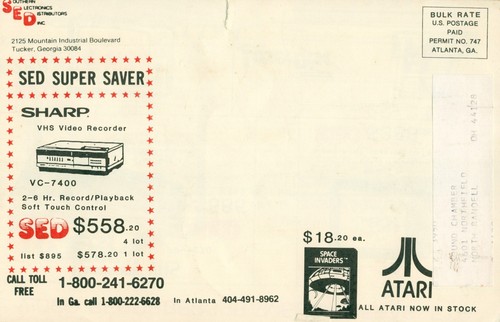 SOUTHERN
ELECTRONICS
DISTRIBUTORS
INC
2125 Mountain Industrial Boulevard
Tucker, Georgia 30084
BULK RATE
U.S. POSTAGE
PAID
PERMIT NO. 747
ATLANTA, GA.
SED SUPER SAVER
SHARP
VHS Video Recorder
VC-7400
2-6 Hr. Record/Playback
Soft Touch Control
SED $558.20
4 lot
list $895 $578.20 1 lot
CALL TOLL FREE 1-800-241-6270
In Ga. call 1-800-222-6628
In Atlanta 404-491-8962
$18.20 ea.
SPACE
INVADERS
ATARI
ALL ATARI NOW IN STOCK
SOUND CHAMBER
OH 44128